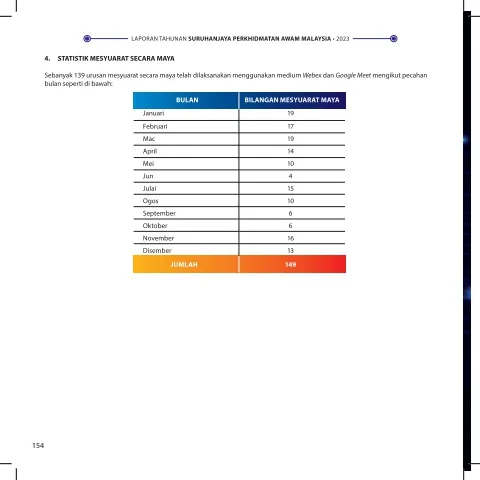 LAPORAN TAHUNAN SURUHANJAYA PERKHIDMATAN AWAM MALAYSIA • 2023
4. STATISTIK MESYUARAT SECARA MAYA
Sebanyak 139 urusan mesyuarat secara maya telah dilaksanakan menggunakan medium Webex dan Google Meet mengikut pecahan
bulan seperti di bawah:
BULAN BILANGAN MESYUARAT MAYA
Januari 19
Februari 17
Mac 19
April 14
Mei 10
Jun 4
Julai 15
Ogos 10
September 6
Oktober 6
November 16
Disember 13
JUMLAH 149
154